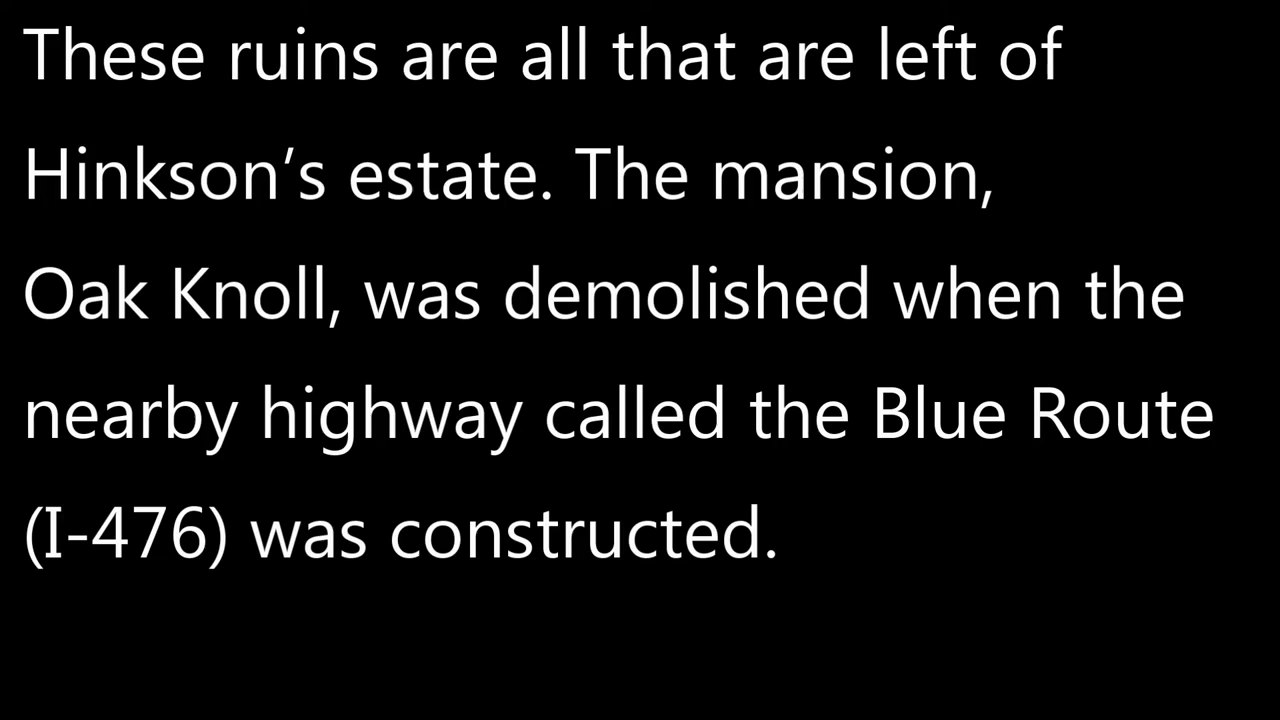 These ruins are all that are left of
Hinkson’s estate. The mansion,
Oak Knoll, was demolished when the
nearby highway called the Blue Route
(I-476) was constructed.